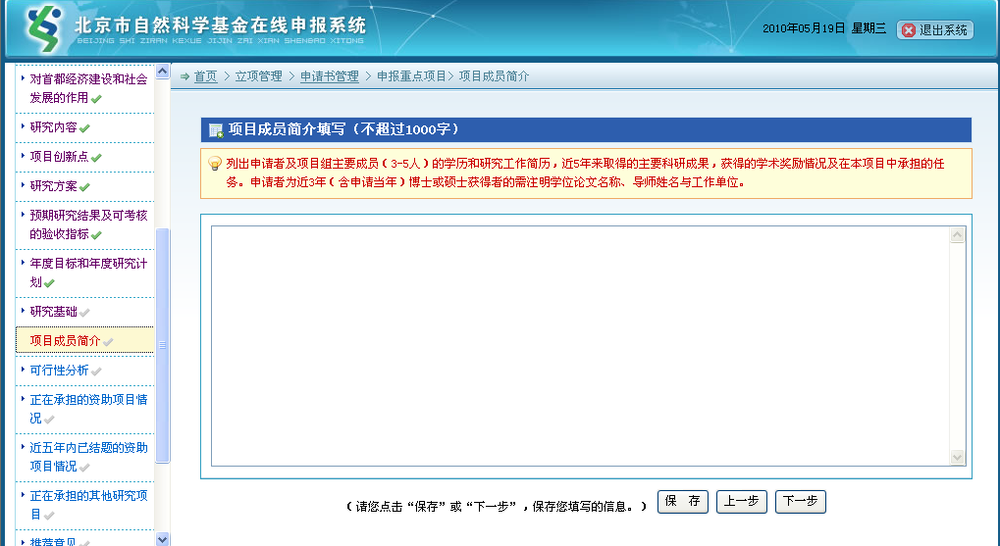 北京市自然科学基金在线申报系统
BEIJING SHI ZIRAN KEXUE JIJIN ZAI XIAN SHENBAO XITONG
2010年05月19日 星期三 退出系统
首页 > 立项管理 > 申请书管理 > 申报重点项目> 项目成员简介
对首都经济建设和社会
发展的作用
研究内容
项目创新点
研究方案
预期研究结果及可考核
的验收指标
年度目标和年度研究计
划
研究基础
项目成员简介
可行性分析
正在承担的资助项目情
况
近五年内已结题的资助
项目情况
正在承担的其他研究项
目
推荐意见
项目成员简介填写（不超过1000字）
列出申请者及项目组主要成员（3-5人）的学历和研究工作简历，近5年来取得的主要科研成果，获得的学术奖励情况及在本项目中承担的任
务。申请者为近3年（含申请当年）博士或硕士获得者的需注明学位论文名称、导师姓名与工作单位。
（请您点击“保存”或“下一步”，保存您填写的信息。） 保 存 上一步 下一步